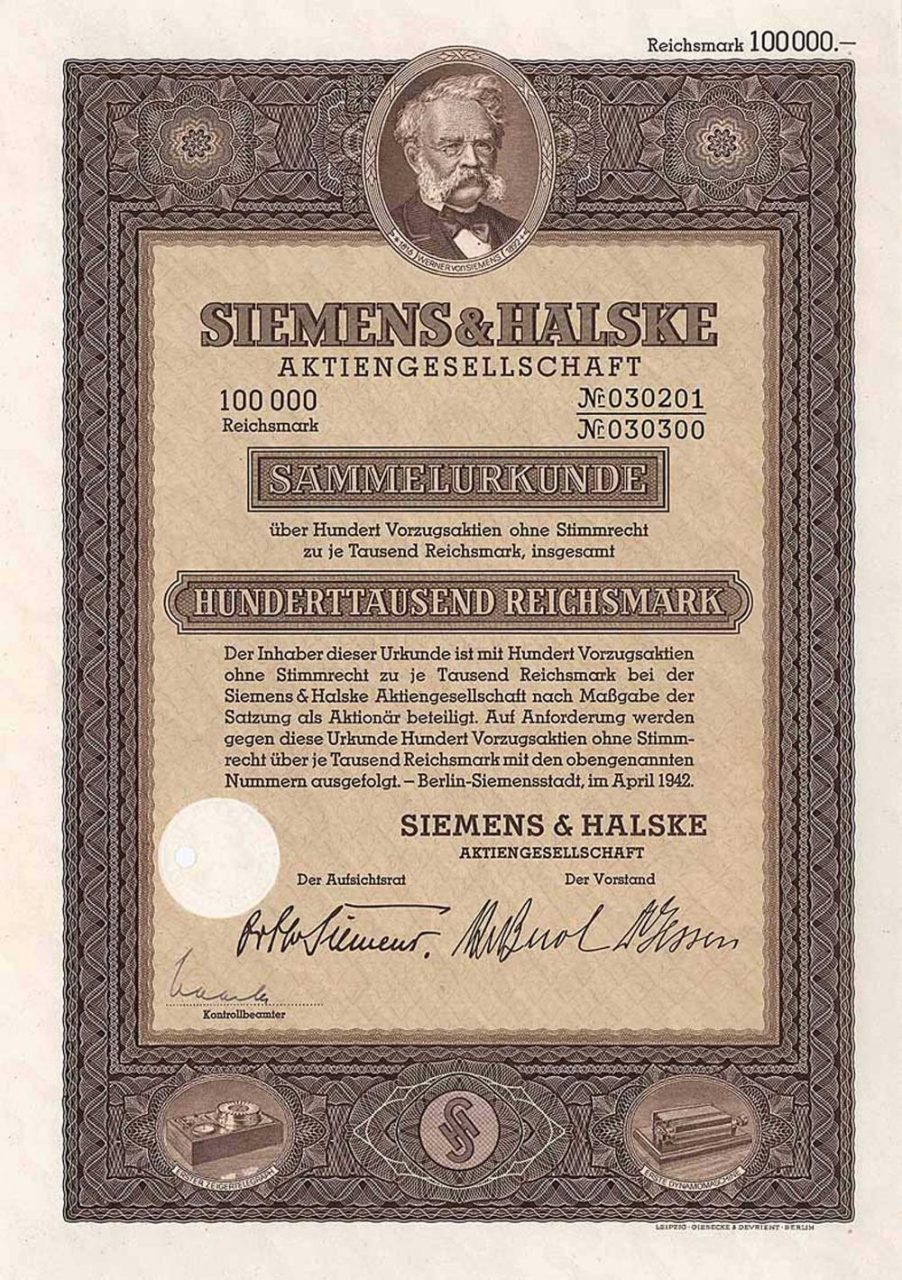 Reichsmark 100000.—
* 1816 WERNER VON SIEMENS 1892 *
SIEMENS & HALSKE
AKTIENGESELLSCHAFT
100 000
Reichsmark
Nr. 030201
Nr. 030300
SAMMELURKUNDE
über Hundert Vorzugsaktien ohne Stimmrecht
zu je Tausend Reichsmark, insgesamt
HUNDERTTAUSEND REICHSMARK
Der Inhaber dieser Urkunde ist mit Hundert Vorzugsaktien
ohne Stimmrecht zu je Tausend Reichsmark bei der
Siemens & Halske Aktiengesellschaft nach Maßgabe der
Satzung als Aktionär beteiligt. Auf Anforderung werden
gegen diese Urkunde Hundert Vorzugsaktien ohne Stimm-
recht über je Tausend Reichsmark mit den obengenannten
Nummern ausgefolgt. – Berlin-Siemensstadt, im April 1942.
SIEMENS & HALSKE
AKTIENGESELLSCHAFT
Der Aufsichtsrat
Der Vorstand
Siemens.
Kontrollbeamter
ERSTER ZEIGERTELEGRAPH
SH
ERSTE DYNAMOMASCHINE
LEIPZIG · GIESECKE & DEVRIENT · BERLIN